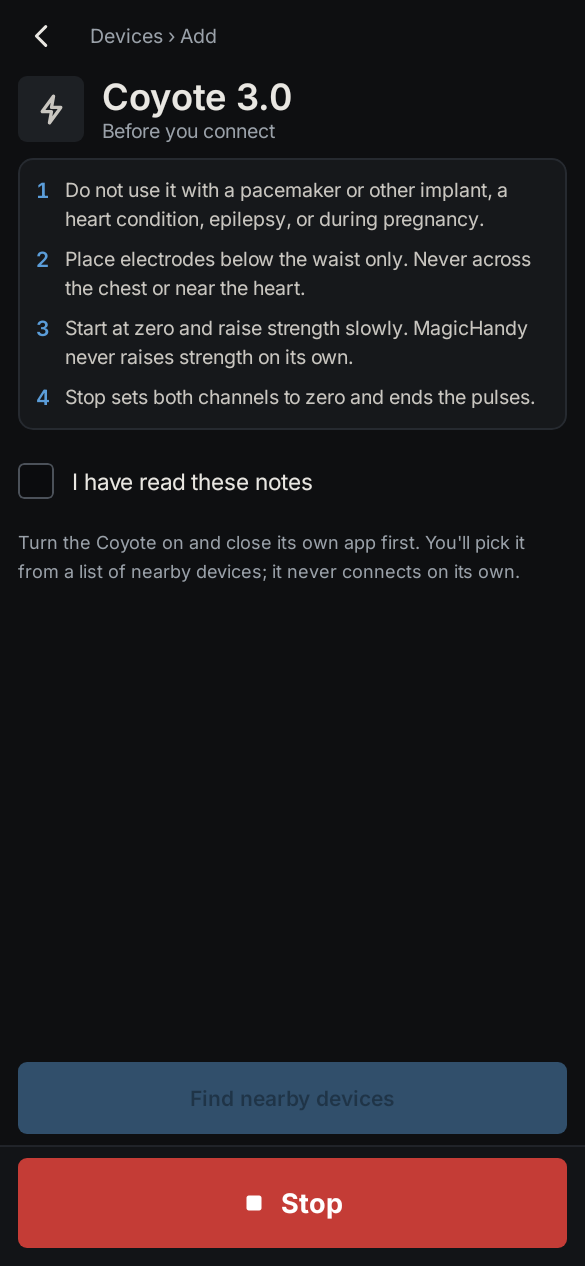 Devices › Add
Coyote 3.0
Before you connect
1 Do not use it with a pacemaker or other implant, a
heart condition, epilepsy, or during pregnancy.
2 Place electrodes below the waist only. Never across
the chest or near the heart.
3 Start at zero and raise strength slowly. MagicHandy
never raises strength on its own.
4 Stop sets both channels to zero and ends the pulses.
I have read these notes
Turn the Coyote on and close its own app first. You'll pick it
from a list of nearby devices; it never connects on its own.
Find nearby devices
Stop